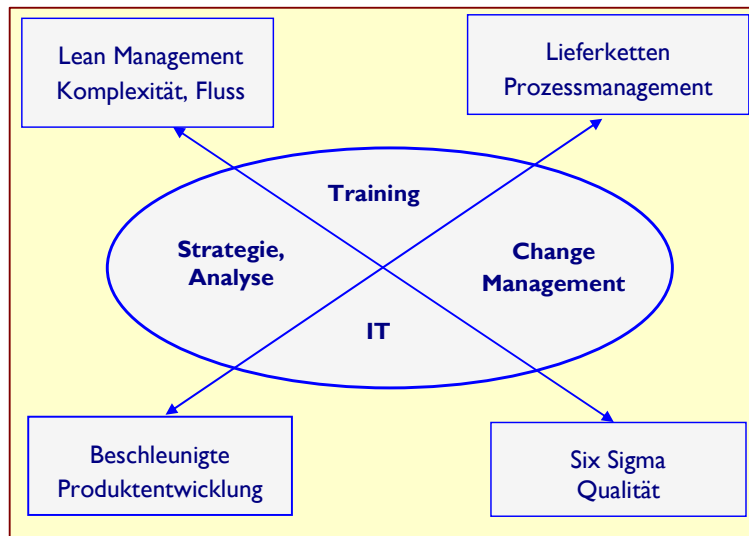 Lean Management
Komplexität, Fluss
Lieferketten
Prozessmanagement
Training
Strategie,
Analyse
Change
Management
IT
Beschleunigte
Produktentwicklung
Six Sigma
Qualität